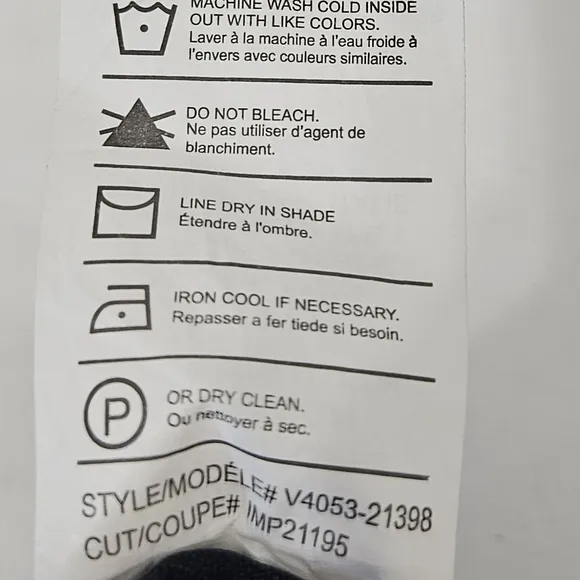 MACHINE WASH COLD INSIDE
OUT WITH LIKE COLORS.
Laver à la machine à l'eau froide à
l'envers avec couleurs similaires.
DO NOT BLEACH.
Ne pas utiliser d'agent de
blanchiment.
LINE DRY IN SHADE
Étendre à l'ombre.
IRON COOL IF NECESSARY.
Repasser a fer tiede si besoin.
P
OR DRY CLEAN.
Ou nettoyer à sec.
STYLE/MODÉLE# V4053-21398
CUT/COUPE# IMP21195